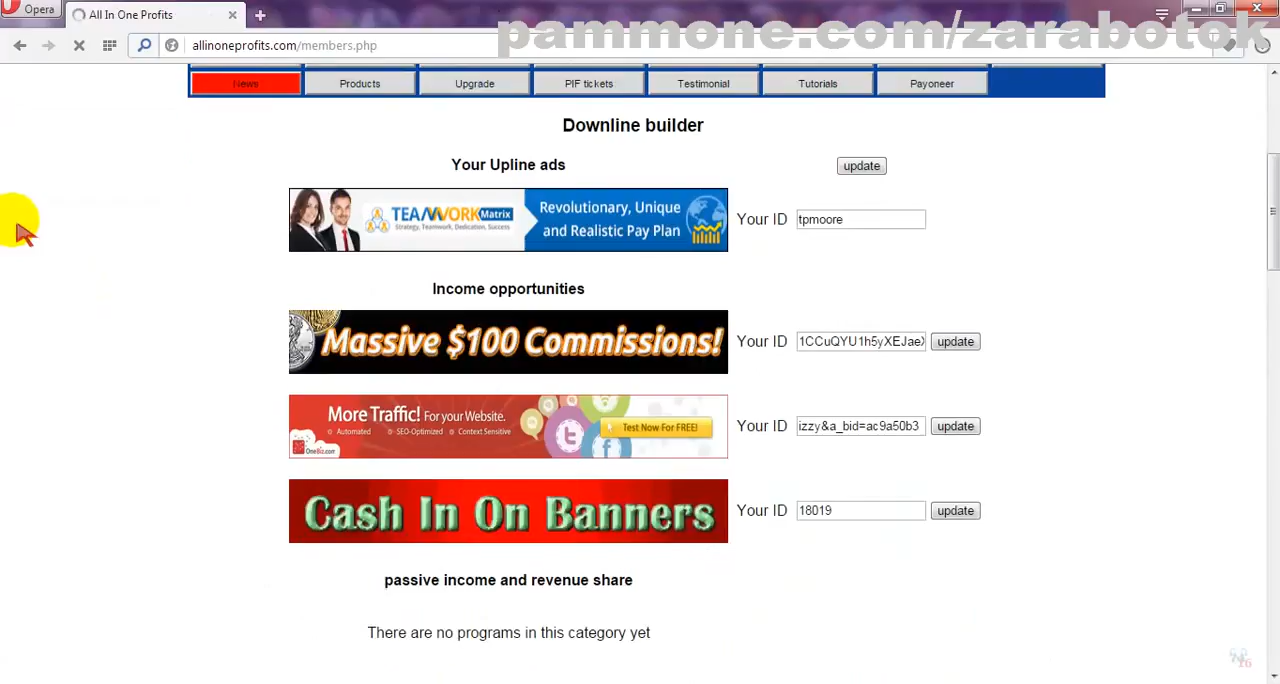 Opera
All In One Profits
pammone.com/zarabotok
allinoneprofits.com/members.php
News
Products
Upgrade
PIF tickets
Testimonial
Tutorials
Payoneer
Downline builder
Your Upline ads
update
TEAMWORK Matrix
Strategy, Teamwork, Dedication, Success
Revolutionary, Unique
and Realistic Pay Plan
Your ID tpmoore
Income opportunities
Massive $100 Commissions!
Your ID 1CCuQYU1h5yXEJaeX update
More Traffic! For your Website.
Automated SEO-Optimized Context Sensitive
Test Now For FREE!
OneBiz.com
Your ID izzy&a_bid=ac9a50b3 update
Cash In On Banners
Your ID 18019 update
passive income and revenue share
There are no programs in this category yet